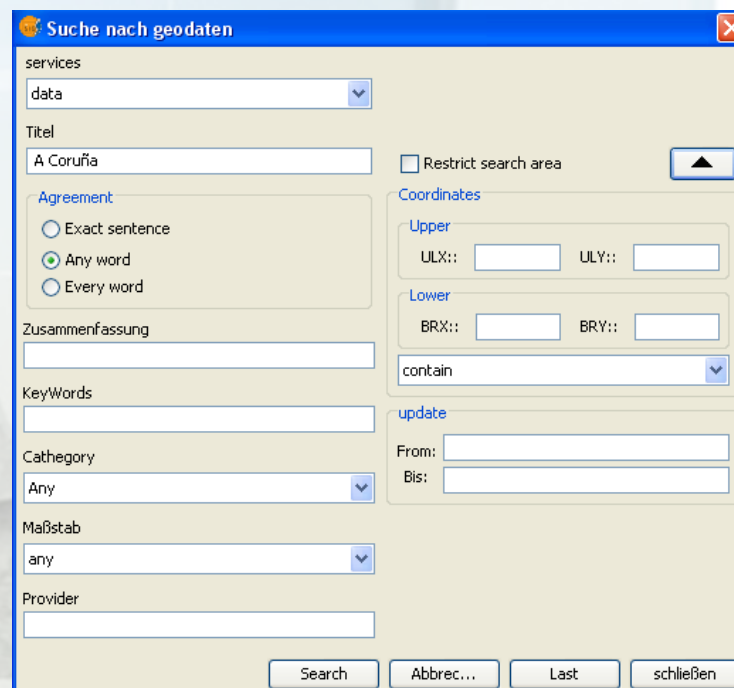 Suche nach geodaten
services
data
Titel
A Coruña
Restrict search area
Agreement
Exact sentence
Any word
Every word
Coordinates
Upper
ULX:: ULY::
Lower
BRX:: BRY::
contain
Zusammenfassung
KeyWords
update
From:
Bis:
Cathegory
Any
Maßstab
any
Provider
Search Abbrec... Last schließen